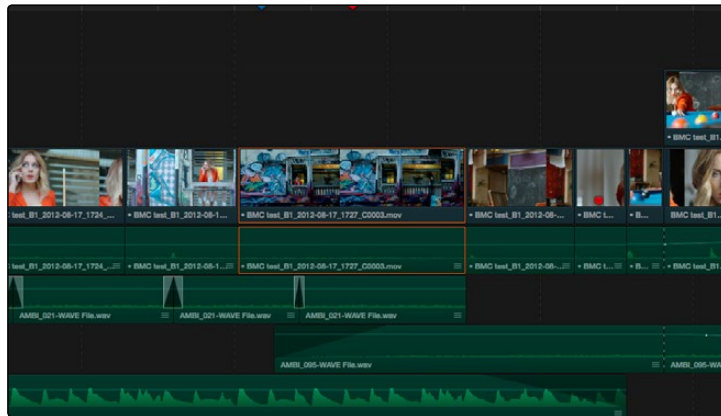 BMC test_B1.
test_B1_2012-08-17_1724_...
BMC test_B1_2012-08-1...
BMC test_B1_2012-08-17_1727_C0003.mov
BMC test_B1_2012-08-...
BMC t...
B...
BMC test_B1...
test_B1_2012-08-17_1724_...
BMC test_B1_2012-08-1...
BMC test_B1_2012-08-17_1727_C0003.mov
BMC test_B1_2012-08-...
BMC t...
B...
BMC test_B1.
AMBI_021-WAVE File.wav
AMBI_021-WAVE File.wav
AMBI_021-WAVE File.wav
AMBI_095-WAVE File.wav
AMBI_095-WAV